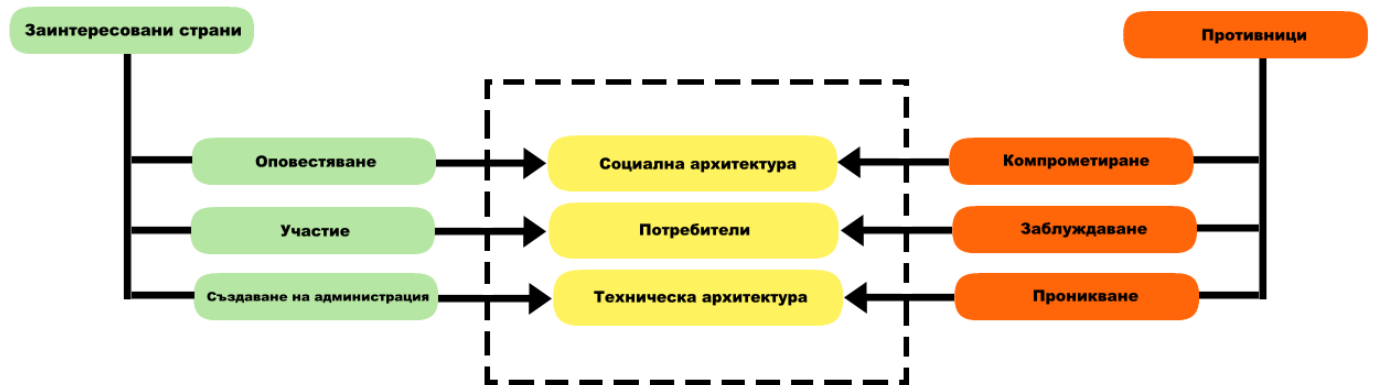 Заинтересовани страни
Противници
Оповестяване
Социална архитектура
Компрометиране
Участие
Потребители
Заблуждаване
Създаване на администрация
Техническа архитектура
Проникване